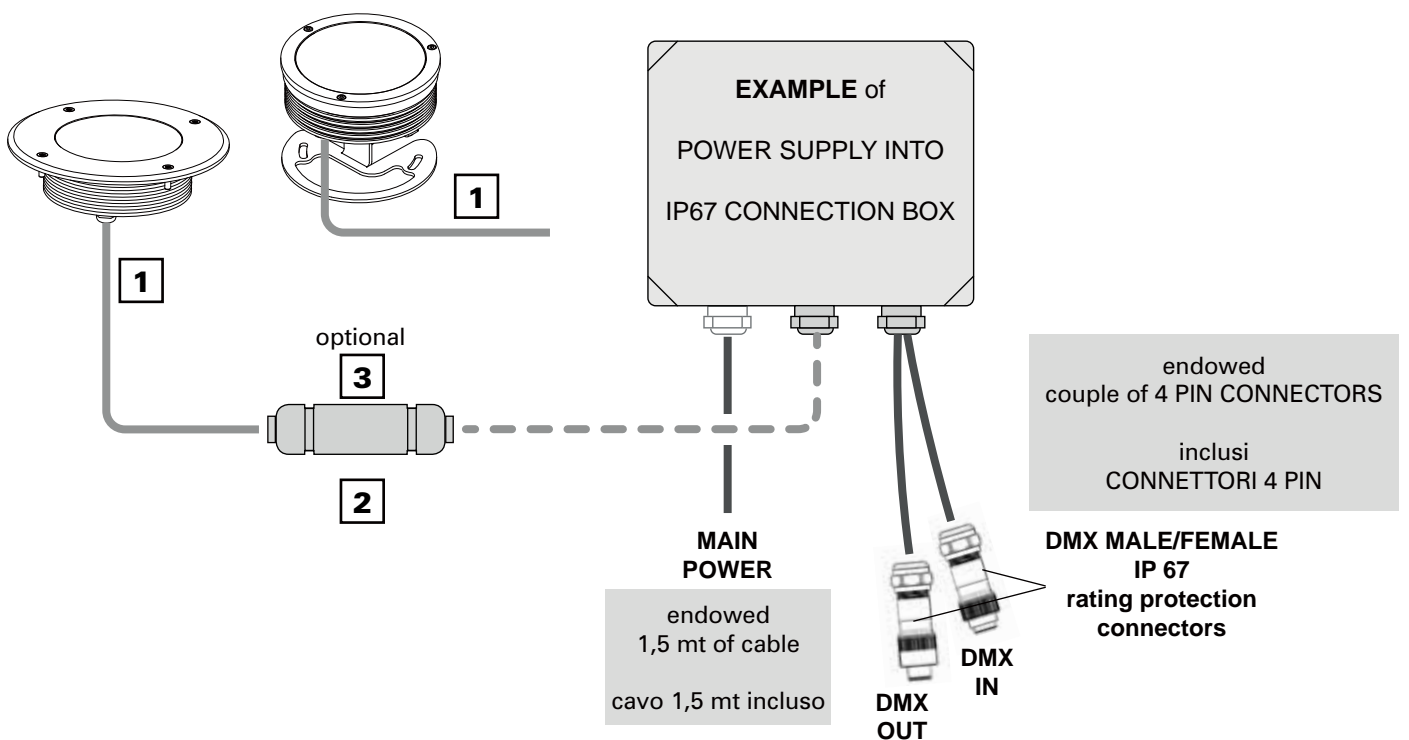 EXAMPLE of
POWER SUPPLY INTO
IP67 CONNECTION BOX
1
1
optional
3
2
endowed
couple of 4 PIN CONNECTORS
inclusi
CONNETTORI 4 PIN
MAIN
POWER
endowed
1,5 mt of cable
cavo 1,5 mt incluso
DMX MALE/FEMALE
IP 67
rating protection
connectors
DMX
IN
DMX
OUT